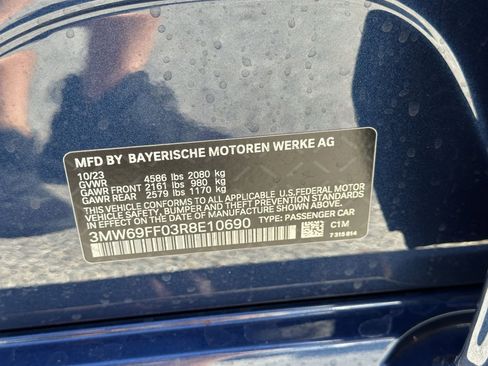 MFD BY BAYERISCHE MOTOREN WERKE AG
10/23
GVWR 4586 lbs 2080 kg
GAWR FRONT 2161 lbs 980 kg
GAWR REAR 2579 lbs 1170 kg
THIS VEHICLE CONFORMS TO ALL APPLICABLE U.S. FEDERAL MOTOR
VEHICLE SAFETY, BUMPER AND THEFT PREVENTION STANDARDS
IN EFFECT ON THE DATE OF MANUFACTURE SHOWN ABOVE.
3MW69FF03R8E10690 TYPE: PASSENGER CAR
C1M
7315814